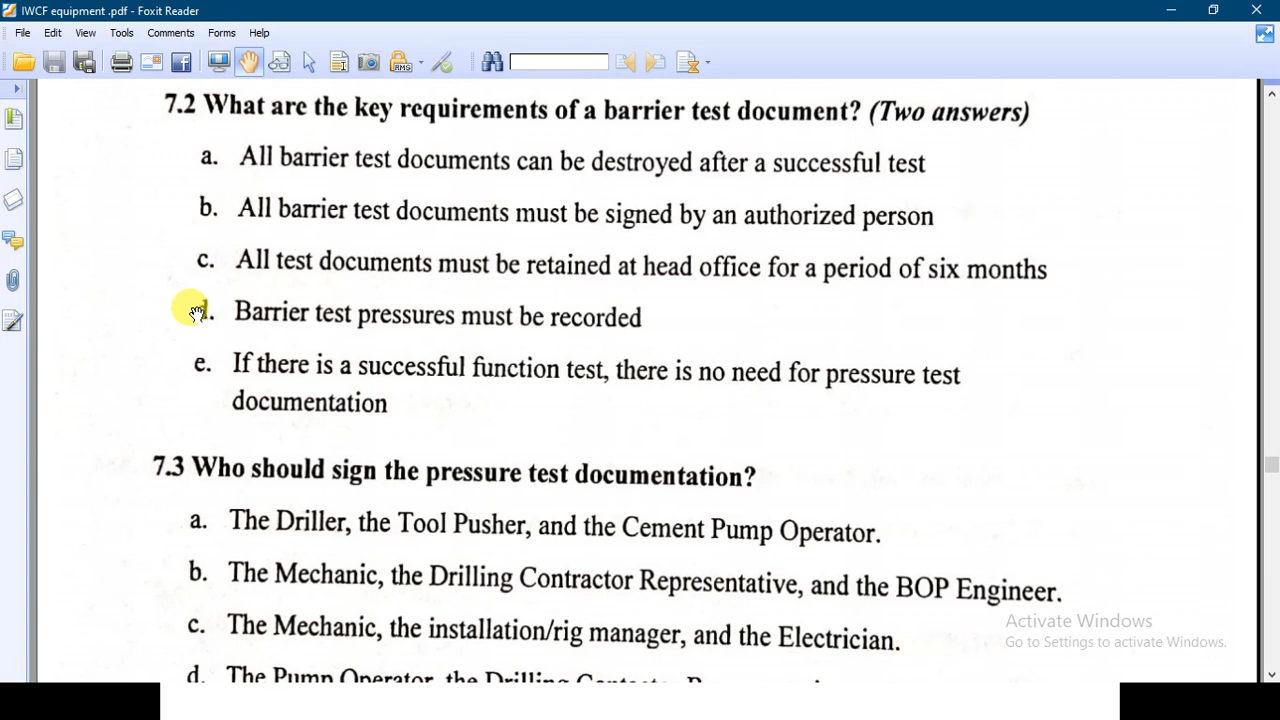 IWCF equipment .pdf - Foxit Reader
File Edit View Tools Comments Forms Help
7.2 What are the key requirements of a barrier test document? (Two answers)
a. All barrier test documents can be destroyed after a successful test
b. All barrier test documents must be signed by an authorized person
c. All test documents must be retained at head office for a period of six months
d. Barrier test pressures must be recorded
e. If there is a successful function test, there is no need for pressure test
documentation
7.3 Who should sign the pressure test documentation?
a. The Driller, the Tool Pusher, and the Cement Pump Operator.
b. The Mechanic, the Drilling Contractor Representative, and the BOP Engineer.
c. The Mechanic, the installation/rig manager, and the Electrician.
Activate Windows
Go to Settings to activate Windows.
d. The Pump Operator, the Drilling